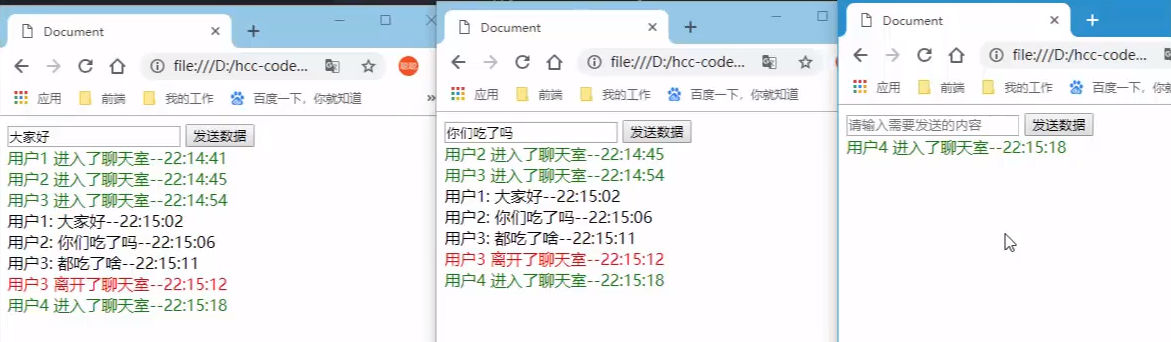 Document
file:///D:/hcc-code...
应用 前端 我的工作 百度一下，你就知道 »
大家好 发送数据
用户1 进入了聊天室--22:14:41
用户2 进入了聊天室--22:14:45
用户3 进入了聊天室--22:14:54
用户1: 大家好--22:15:02
用户2: 你们吃了吗--22:15:06
用户3: 都吃了啥--22:15:11
用户3 离开了聊天室--22:15:12
用户4 进入了聊天室--22:15:18
Document
file:///D:/hcc-code...
应用 前端 我的工作 百度一下，你就知道
你们吃了吗 发送数据
用户2 进入了聊天室--22:14:45
用户3 进入了聊天室--22:14:54
用户1: 大家好--22:15:02
用户2: 你们吃了吗--22:15:06
用户3: 都吃了啥--22:15:11
用户3 离开了聊天室--22:15:12
用户4 进入了聊天室--22:15:18
Document
file:///D:/hcc-code...
应用 前端 我的工作 百度一下，你就知
请输入需要发送的内容 发送数据
用户4 进入了聊天室--22:15:18